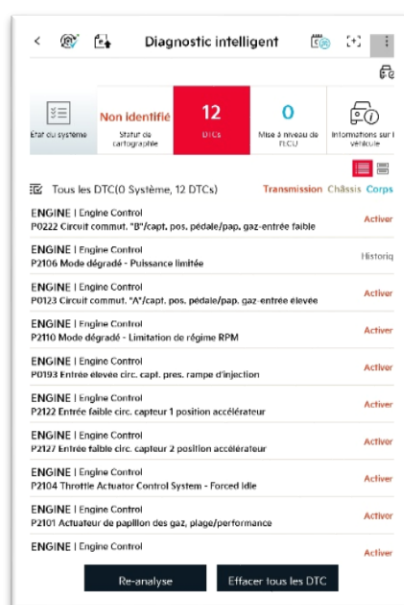 Diagnostic intelligent
État du système
Non identifié
Statut de cartographie
12
DTCs
0
Mise à niveau de l'ECU
Informations sur l
véhicule
Tous les DTC(0 Système, 12 DTCs)
Transmission Châssis Corps
ENGINE | Engine Control
P0222 Circuit commut. "B"/capt. pos. pédale/pap. gaz-entrée faible
Activer
ENGINE | Engine Control
P2106 Mode dégradé - Puissance limitée
Historiq
ENGINE | Engine Control
P0123 Circuit commut. "A"/capt. pos. pédale/pap. gaz-entrée élevée
Activer
ENGINE | Engine Control
P2110 Mode dégradé - Limitation de régime RPM
Activer
ENGINE | Engine Control
P0193 Entrée élevée circ. capt. pres. rampe d'injection
Activer
ENGINE | Engine Control
P2122 Entrée faible circ. capteur 1 position accélérateur
Activer
ENGINE | Engine Control
P2127 Entrée faible circ. capteur 2 position accélérateur
Activer
ENGINE | Engine Control
P2104 Throttle Actuator Control System - Forced Idle
Activer
ENGINE | Engine Control
P2101 Actuateur de papillon des gaz, plage/performance
Activer
ENGINE | Engine Control
Activer
Re-analyse
Effacer tous les DTC